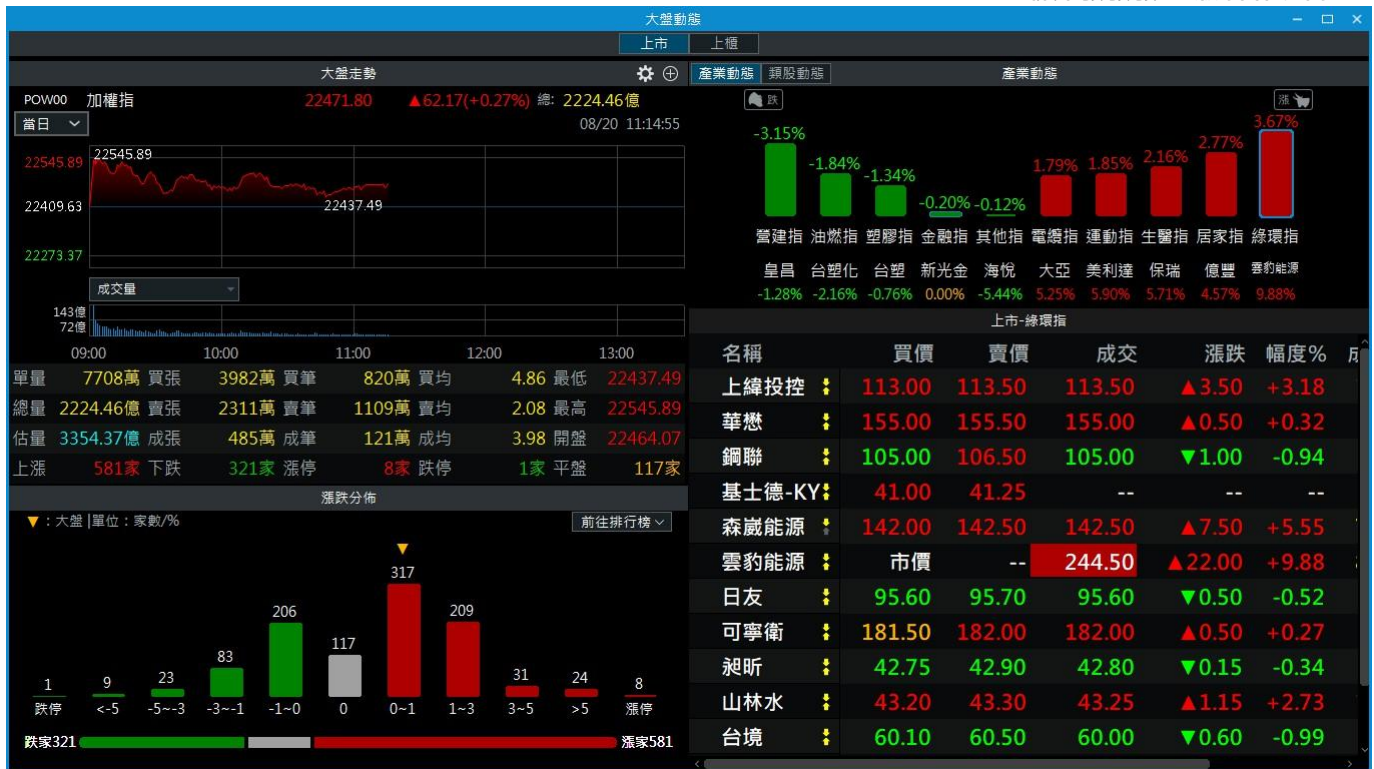 大盤動態
上市 上櫃
大盤走勢
POW00 加權指 22471.80 ▲62.17(+0.27%) 總: 2224.46億
當日 08/20 11:14:55
22545.89 22545.89
22409.63 22437.49
22273.37
成交量
143億
72億
09:00 10:00 11:00 12:00 13:00
單量 7708萬 買張 3982萬 買筆 820萬 買均 4.86 最低 22437.49
總量 2224.46億 賣張 2311萬 賣筆 1109萬 賣均 2.08 最高 22545.89
估量 3354.37億 成張 485萬 成筆 121萬 成均 3.98 開盤 22464.07
上漲 581家 下跌 321家 漲停 8家 跌停 1家 平盤 117家
漲跌分佈
▼：大盤 |單位：家數/% 前往排行榜
1 9 23 83 206 117 317 209 31 24 8
跌停 <-5 -5~-3 -3~-1 -1~0 0 0~1 1~3 3~5 >5 漲停
跌家321 漲家581
產業動態 類股動態 產業動態
跌 漲
-3.15% -1.84% -1.34% -0.20% -0.12% 1.79% 1.85% 2.16% 2.77% 3.67%
營建指 油燃指 塑膠指 金融指 其他指 電纜指 運動指 生醫指 居家指 綠環指
皇昌 台塑化 台塑 新光金 海悅 大亞 美利達 保瑞 億豐 雲豹能源
-1.28% -2.16% -0.76% 0.00% -5.44% 5.25% 5.90% 5.71% 4.57% 9.88%
上市-綠環指
名稱 買價 賣價 成交 漲跌 幅度%
上緯投控 113.00 113.50 113.50 ▲3.50 +3.18
華懋 155.00 155.50 155.00 ▲0.50 +0.32
鋼聯 105.00 106.50 105.00 ▼1.00 -0.94
基士德-KY 41.00 41.25 -- -- --
森崴能源 142.00 142.50 142.50 ▲7.50 +5.55
雲豹能源 市價 -- 244.50 ▲22.00 +9.88
日友 95.60 95.70 95.60 ▼0.50 -0.52
可寧衛 181.50 182.00 182.00 ▲0.50 +0.27
昶昕 42.75 42.90 42.80 ▼0.15 -0.34
山林水 43.20 43.30 43.25 ▲1.15 +2.73
台境 60.10 60.50 60.00 ▼0.60 -0.99